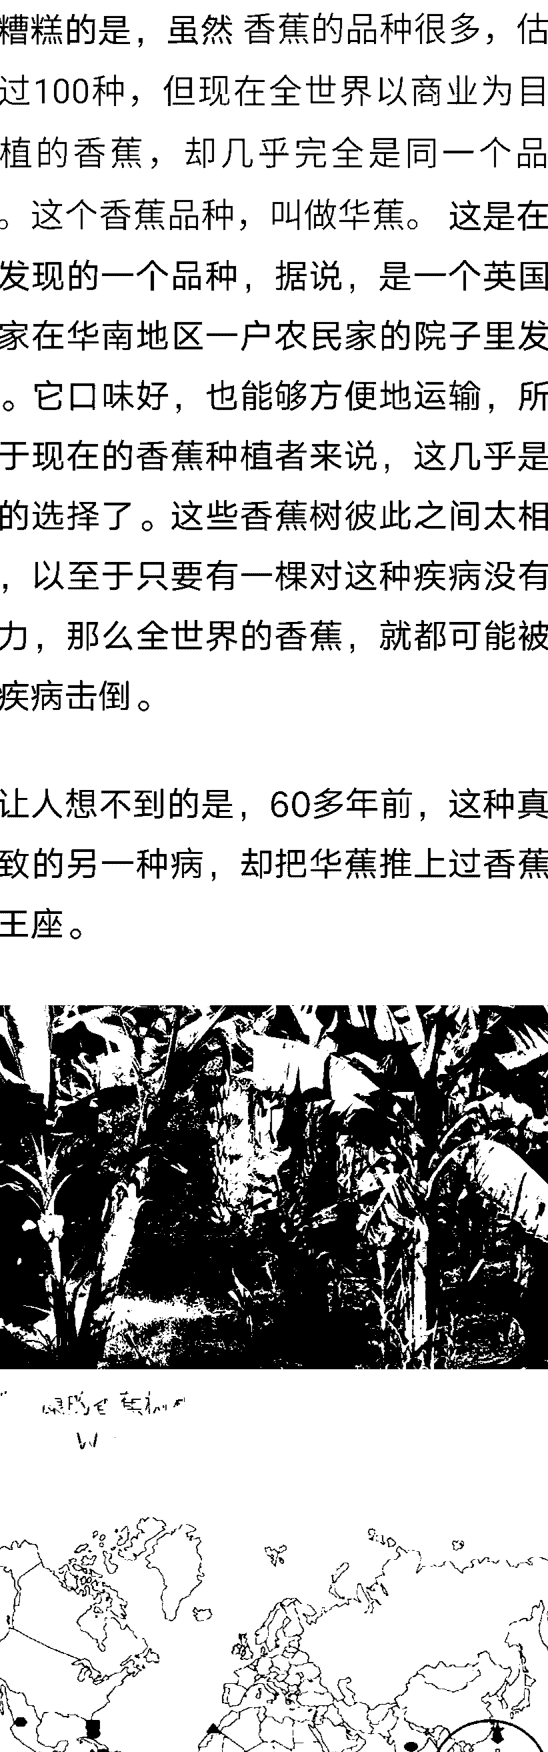 糟糕的是，虽然 香蕉的品种很多，估
过100种，但现在全世界以商业为目
植的香蕉，却几乎完全是同一个品
。这个香蕉品种，叫做华蕉。 这是在
发现的一个品种，据说，是一个英国
家在华南地区一户农民家的院子里发
。它口味好，也能够方便地运输，所
于现在的香蕉种植者来说，这几乎是
的选择了。这些香蕉树彼此之间太相
，以至于只要有一棵对这种疾病没有
力，那么全世界的香蕉，就都可能被
疾病击倒。
让人想不到的是，60多年前，这种真
致的另一种病，却把华蕉推上过香蕉
王座。